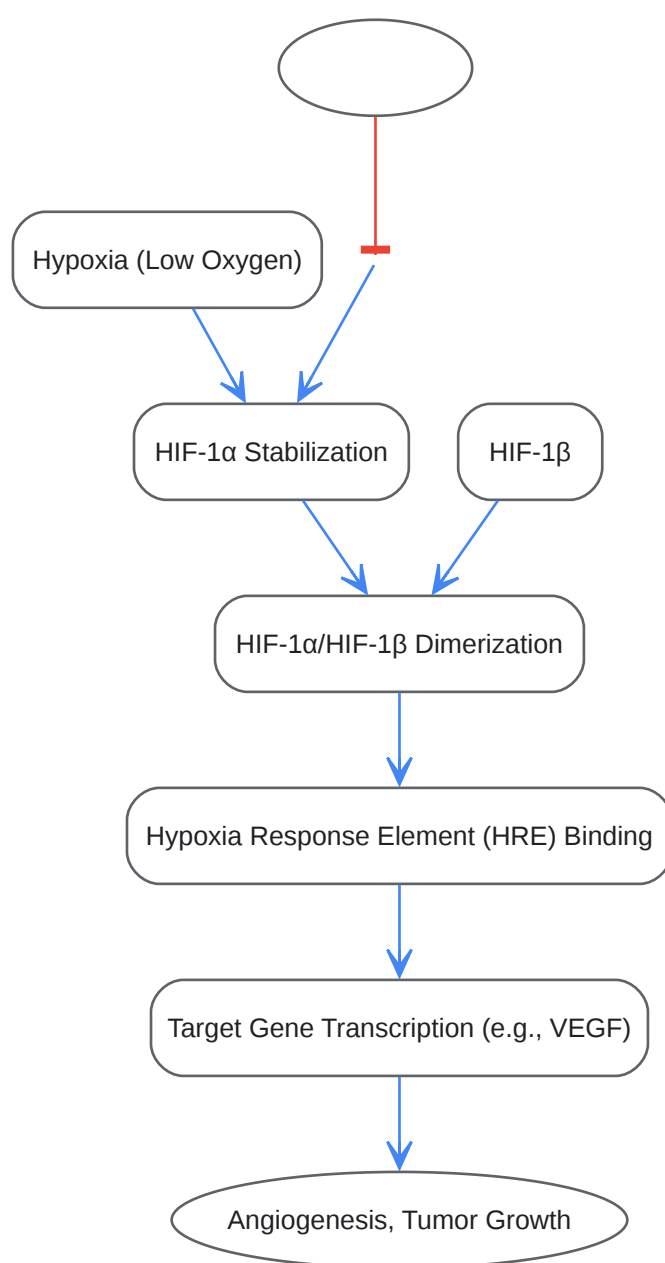 Hypoxia (Low Oxygen)
HIF-1α Stabilization
HIF-1β
HIF-1α/HIF-1β Dimerization
Hypoxia Response Element (HRE) Binding
Target Gene Transcription (e.g., VEGF)
Angiogenesis, Tumor Growth